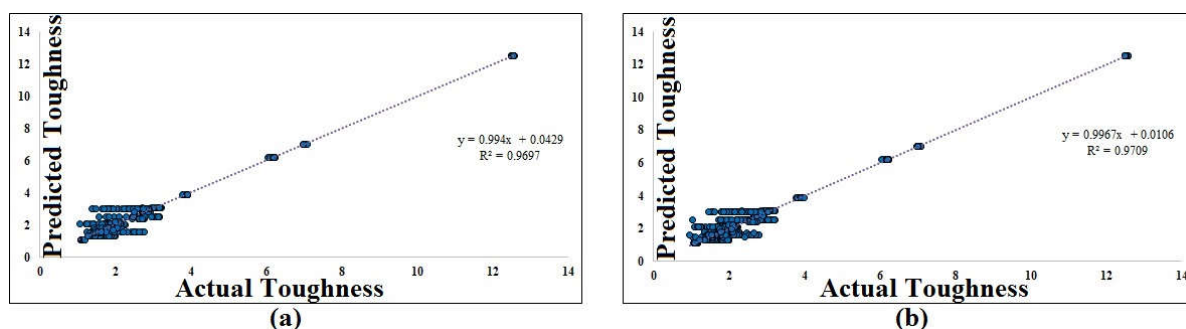 14
12
10
8
6
4
2
0
Predicted Toughness
y = 0.994x + 0.0429
R² = 0.9697
0 2 4 6 8 10 12 14
Actual Toughness
(a)
14
12
10
8
6
4
2
0
Predicted Toughness
y = 0.9967x + 0.0106
R² = 0.9709
0 2 4 6 8 10 12 14
Actual Toughness
(b)